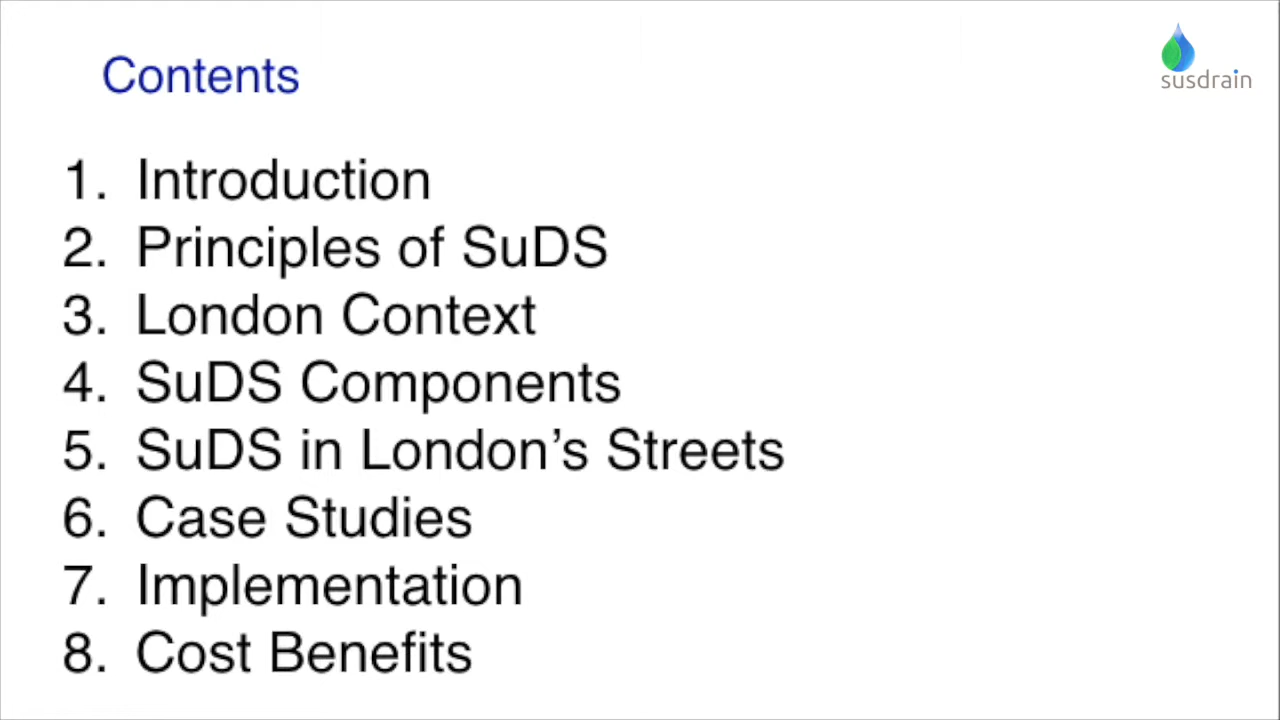 Contents
susdrain
1. Introduction
2. Principles of SuDS
3. London Context
4. SuDS Components
5. SuDS in London’s Streets
6. Case Studies
7. Implementation
8. Cost Benefits